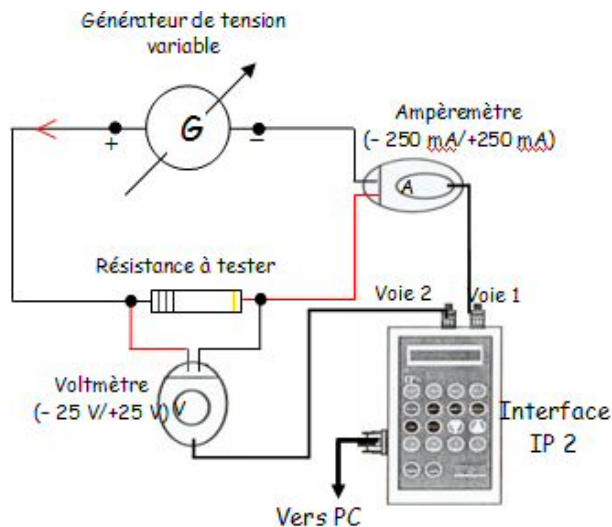 Générateur de tension
variable
G
+
–
Ampèremètre
(– 250 mA/+250 mA)
A
Résistance à tester
Voie 2
Voie 1
Voltmètre
(– 25 V/+25 V)
V
Interface
IP 2
Vers PC